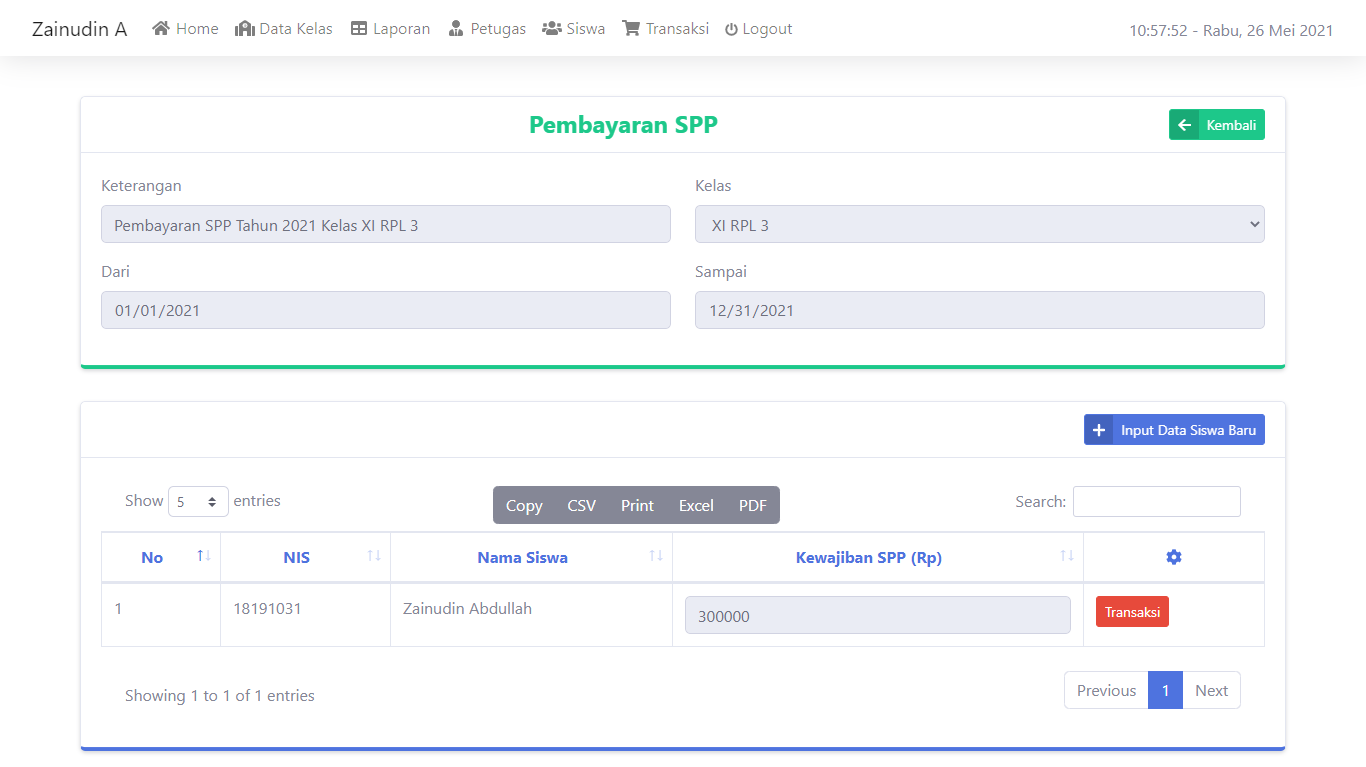 Zainudin A Home Data Kelas Laporan Petugas Siswa Transaksi Logout 10:57:52 - Rabu, 26 Mei 2021
Pembayaran SPP Kembali
Keterangan Kelas
Pembayaran SPP Tahun 2021 Kelas XI RPL 3 XI RPL 3
Dari Sampai
01/01/2021 12/31/2021
Input Data Siswa Baru
Show 5 entries Copy CSV Print Excel PDF Search:
No NIS Nama Siswa Kewajiban SPP (Rp)
1 18191031 Zainudin Abdullah 300000 Transaksi
Showing 1 to 1 of 1 entries Previous 1 Next